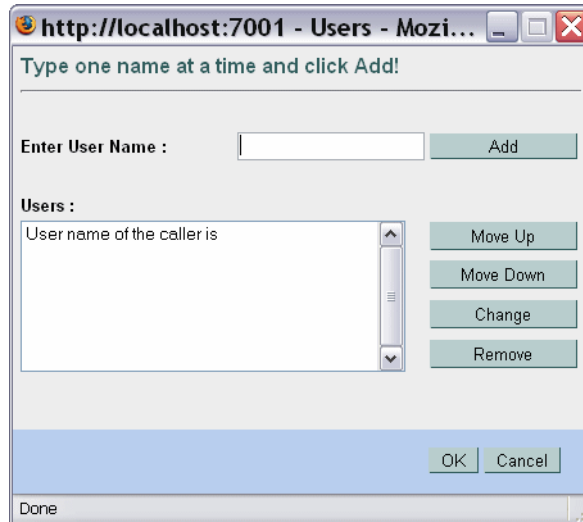 http://localhost:7001 - Users - Mozi...
Type one name at a time and click Add!
Enter User Name :
Add
Users :
User name of the caller is
Move Up
Move Down
Change
Remove
OK
Cancel
Done